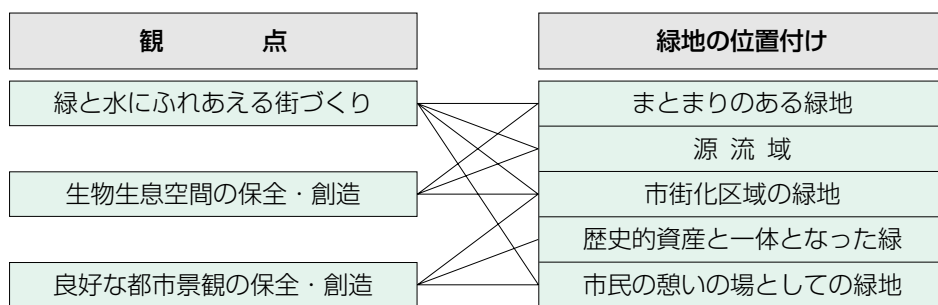 観 点
緑地の位置付け
緑と水にふれあえる街づくり
生物生息空間の保全・創造
良好な都市景観の保全・創造
まとまりのある緑地
源流域
市街化区域の緑地
歴史的資産と一体となった緑
市民の憩いの場としての緑地